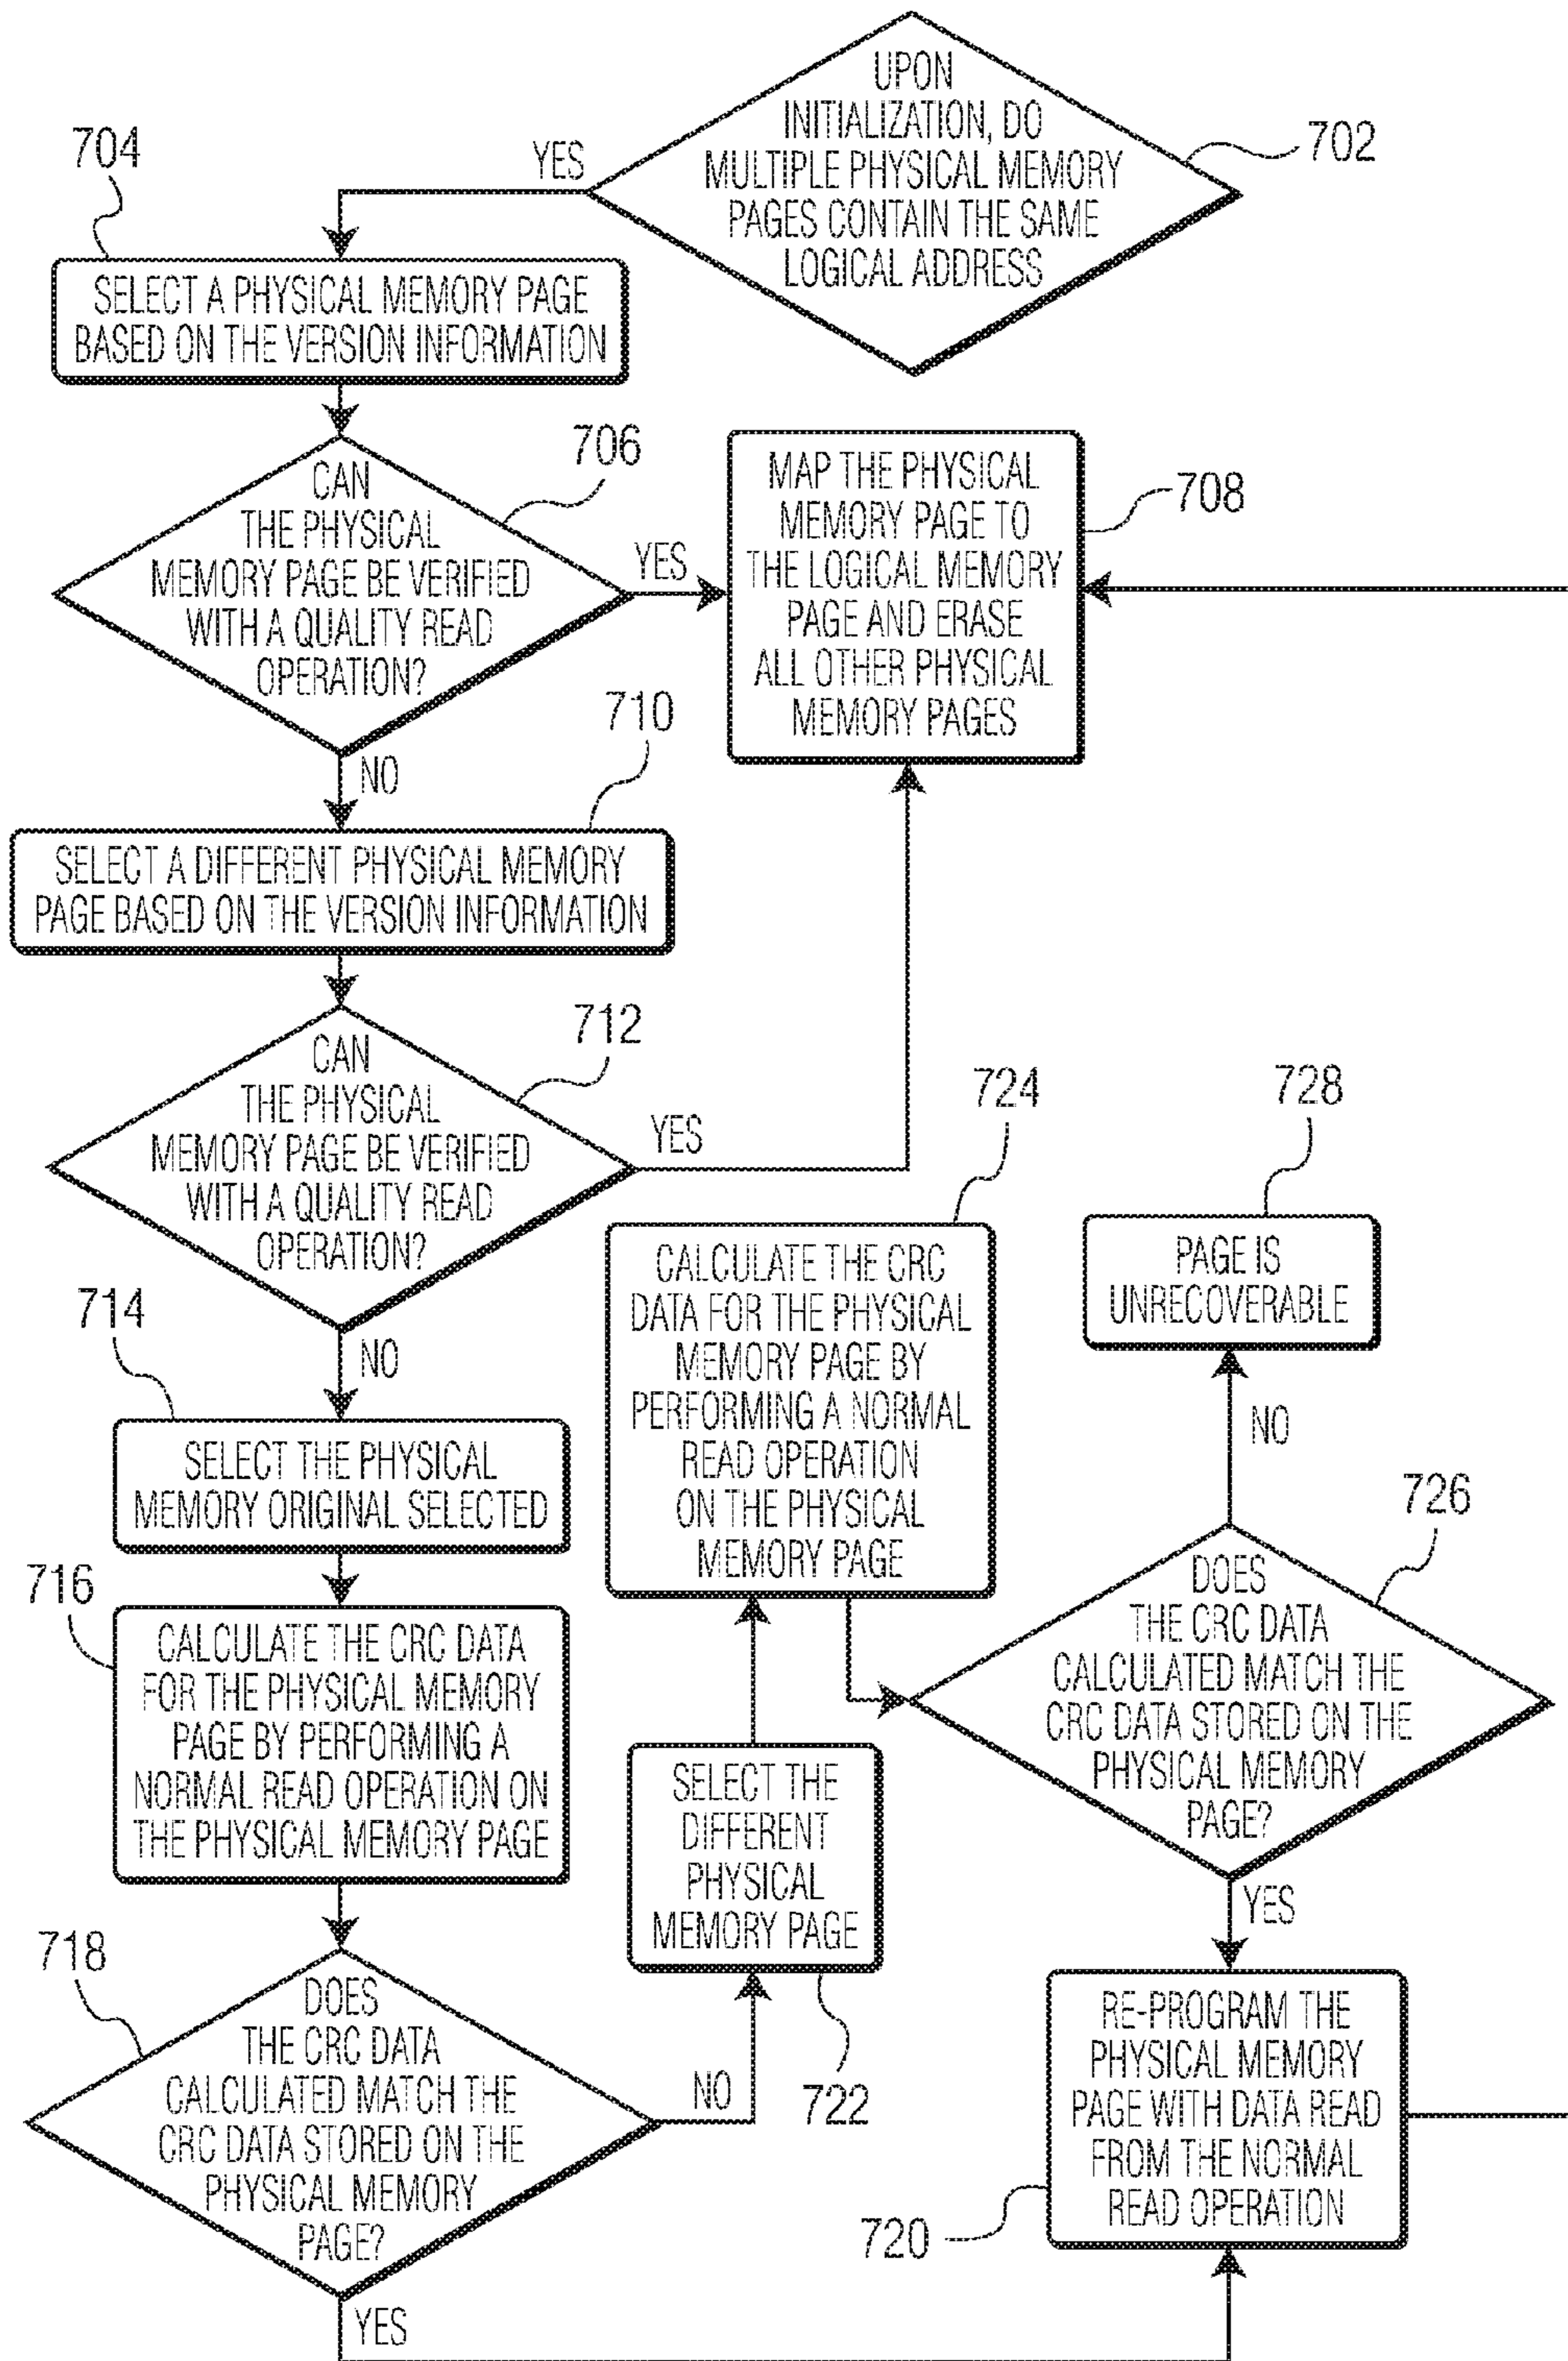 702
UPON
INITIALIZATION, DO
MULTIPLE PHYSICAL MEMORY
PAGES CONTAIN THE SAME
LOGICAL ADDRESS
YES
704
SELECT A PHYSICAL MEMORY PAGE
BASED ON THE VERSION INFORMATION
706
CAN
THE PHYSICAL
MEMORY PAGE BE VERIFIED
WITH A QUALITY READ
OPERATION?
YES
708
MAP THE PHYSICAL
MEMORY PAGE TO
THE LOGICAL MEMORY
PAGE AND ERASE
ALL OTHER PHYSICAL
MEMORY PAGES
NO
710
SELECT A DIFFERENT PHYSICAL MEMORY
PAGE BASED ON THE VERSION INFORMATION
712
CAN
THE PHYSICAL
MEMORY PAGE BE VERIFIED
WITH A QUALITY READ
OPERATION?
YES
NO
714
SELECT THE PHYSICAL
MEMORY ORIGINAL SELECTED
716
CALCULATE THE CRC DATA
FOR THE PHYSICAL MEMORY
PAGE BY PERFORMING A
NORMAL READ OPERATION ON
THE PHYSICAL MEMORY PAGE
718
DOES
THE CRC DATA
CALCULATED MATCH THE
CRC DATA STORED ON THE
PHYSICAL MEMORY
PAGE?
NO
YES
722
SELECT THE
DIFFERENT
PHYSICAL
MEMORY PAGE
724
CALCULATE THE CRC
DATA FOR THE PHYSICAL
MEMORY PAGE BY
PERFORMING A NORMAL
READ OPERATION
ON THE PHYSICAL
MEMORY PAGE
726
DOES
THE CRC DATA
CALCULATED MATCH THE
CRC DATA STORED ON THE
PHYSICAL MEMORY
PAGE?
NO
728
PAGE IS
UNRECOVERABLE
YES
720
RE-PROGRAM THE
PHYSICAL MEMORY
PAGE WITH DATA READ
FROM THE NORMAL
READ OPERATION